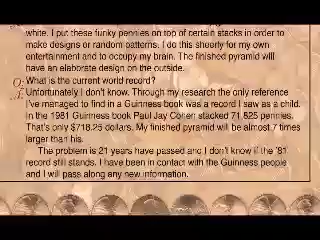 white. I put these funky pennies on top of certain stacks in order to
make designs or random patterns. I do this sheerly for my own
entertainment and to occupy my brain. The finished pyramid will
have an elaborate design on the outside.
Q: What is the current world record?
A: Unfortunately I don't know. Through my research the only reference
I've managed to find in a Guinness book was a record I saw as a child.
In the 1981 Guinness book Paul Jay Cohen stacked 71,825 pennies.
That's only $718.25 dollars. My finished pyramid will be almost 7 times
larger than his.
The problem is 21 years have passed and I don't know if the '81
record still stands. I have been in contact with the Guinness people
and I will pass along any new information.